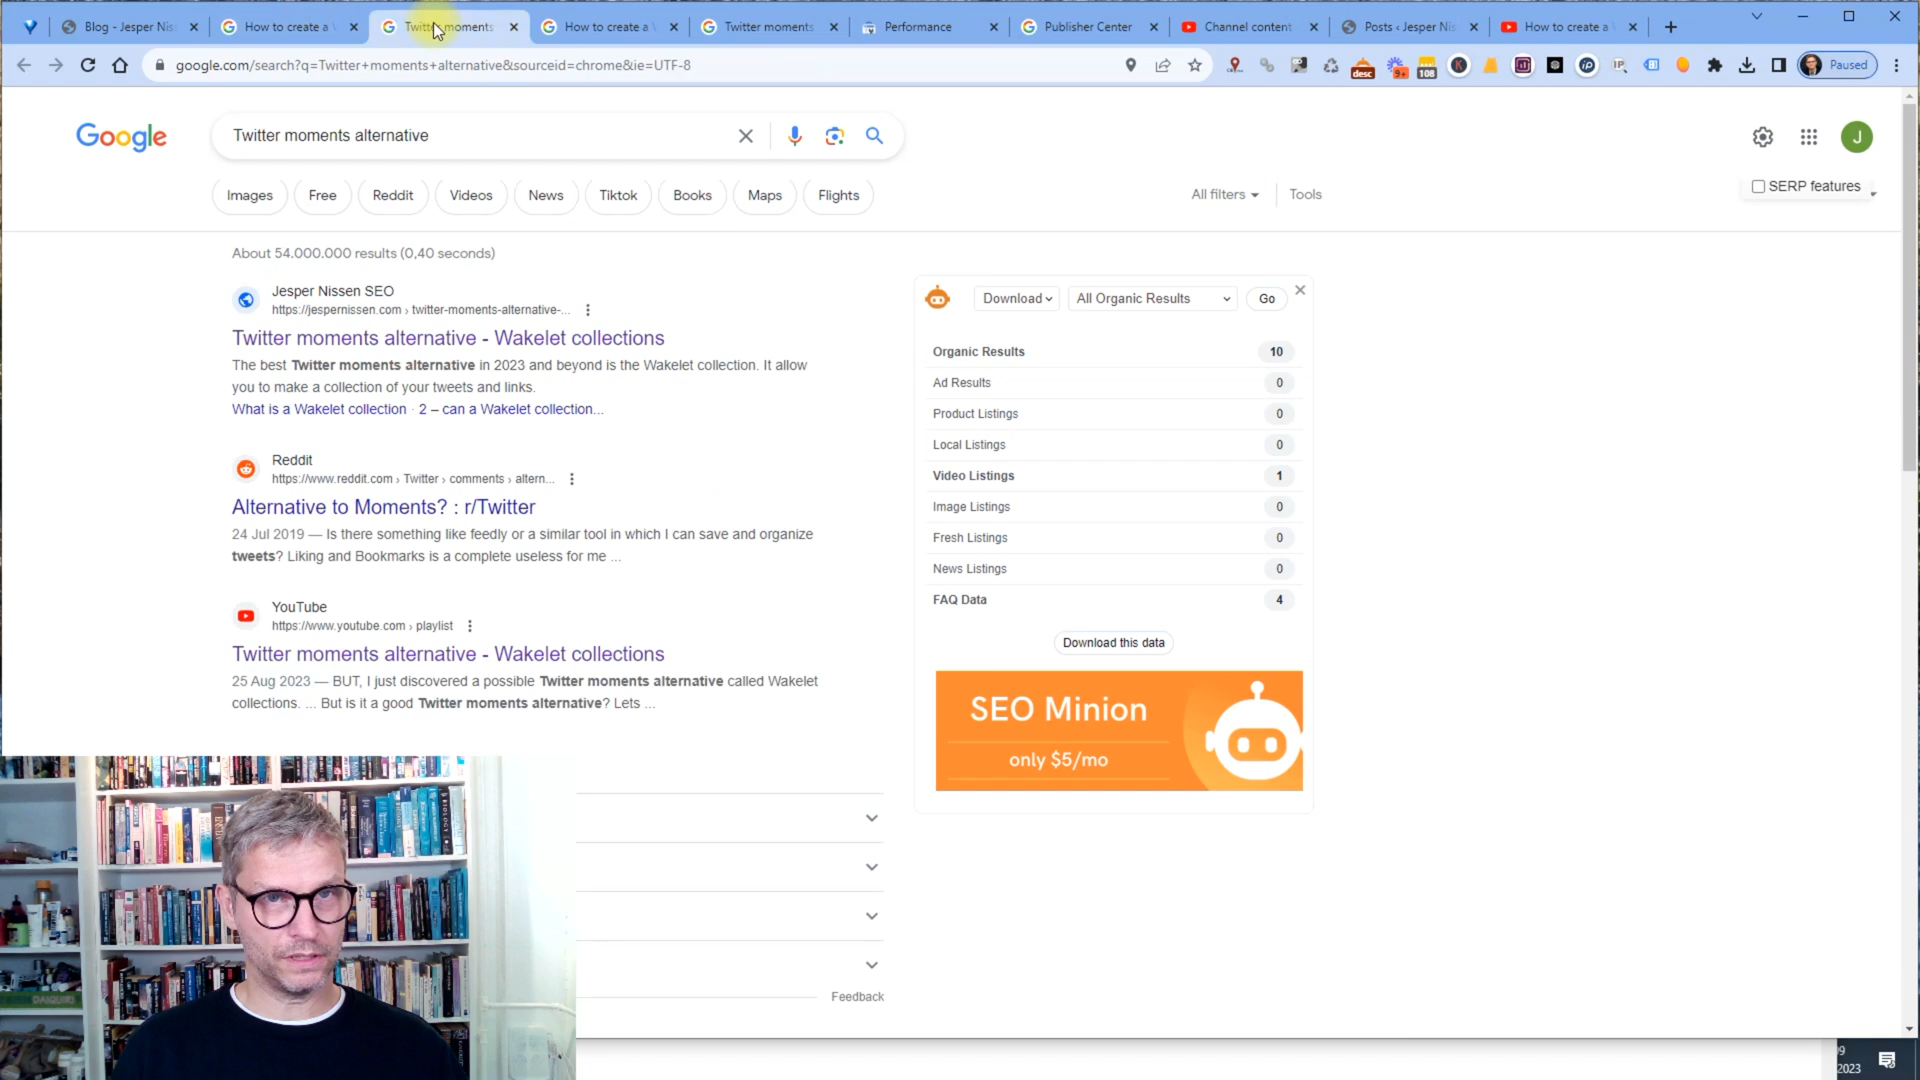 Blog - Jesper Nis
How to create a
Twitter moments
How to create a
Twitter moments
Performance
Publisher Center
Channel content
Posts ‹ Jesper Nis
How to create a
google.com/search?q=Twitter+moments+alternative&sourceid=chrome&ie=UTF-8
desc
9+
108
Paused
Google
Twitter moments alternative
J
Images
Free
Reddit
Videos
News
Tiktok
Books
Maps
Flights
All filters
Tools
SERP features
About 54.000.000 results (0,40 seconds)
Jesper Nissen SEO
https://jespernissen.com › twitter-moments-alternative-...
Twitter moments alternative - Wakelet collections
The best Twitter moments alternative in 2023 and beyond is the Wakelet collection. It allow
you to make a collection of your tweets and links.
What is a Wakelet collection · 2 – can a Wakelet collection...
Reddit
https://www.reddit.com › Twitter › comments › altern...
Alternative to Moments? : r/Twitter
24 Jul 2019 — Is there something like feedly or a similar tool in which I can save and organize
tweets? Liking and Bookmarks is a complete useless for me ...
YouTube
https://www.youtube.com › playlist
Twitter moments alternative - Wakelet collections
25 Aug 2023 — BUT, I just discovered a possible Twitter moments alternative called Wakelet
collections. ... But is it a good Twitter moments alternative? Lets ...
Feedback
Download
All Organic Results
Go
Organic Results 10
Ad Results 0
Product Listings 0
Local Listings 0
Video Listings 1
Image Listings 0
Fresh Listings 0
News Listings 0
FAQ Data 4
Download this data
SEO Minion
only $5/mo
2023